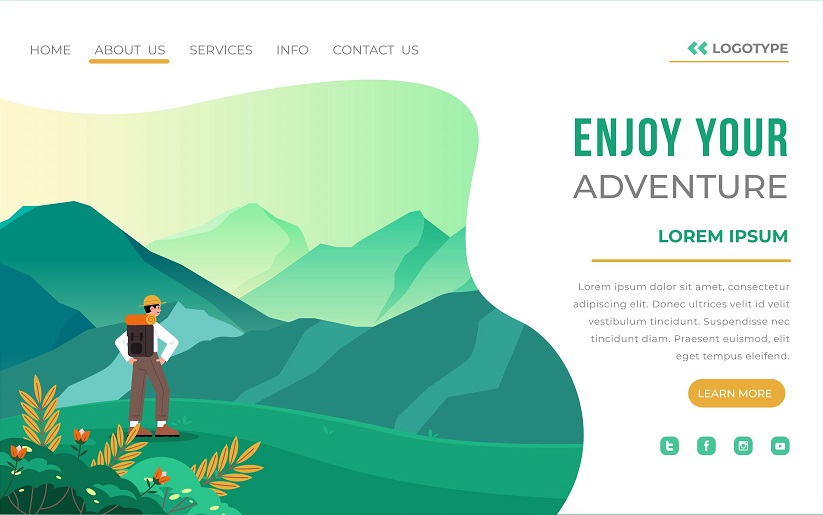 HOME ABOUT US SERVICES INFO CONTACT US
LOGOTYPE
ENJOY YOUR
ADVENTURE
LOREM IPSUM
Lorem ipsum dolor sit amet, consectetur
adipiscing elit. Donec ultrices velit id velit
vestibulum tincidunt. Suspendisse nec
tincidunt diam. Praesent euismod, elit
eget tempus eleifend.
LEARN MORE